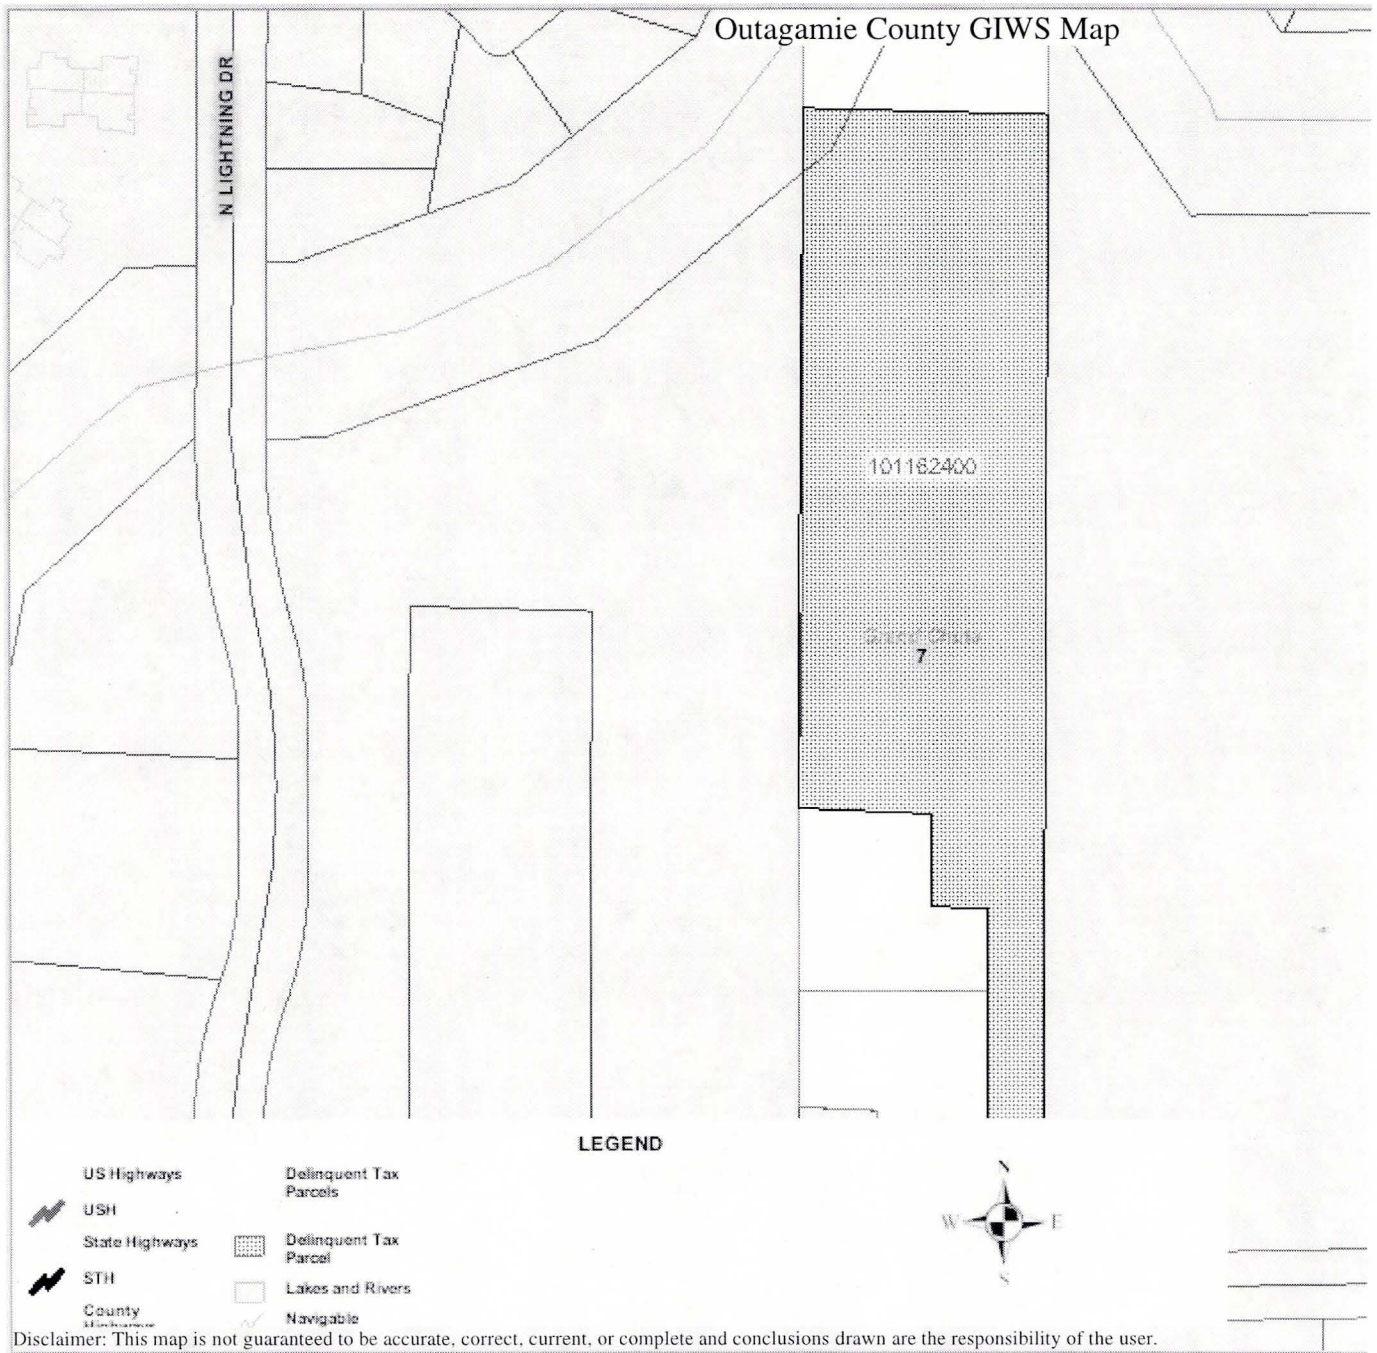 Outagamie County GIWS Map
N LIGHTNING DR
101162400
7
LEGEND
US Highways
USH
State Highways
STH
County
Highways
Delinquent Tax
Parcels
Delinquent Tax
Parcel
Lakes and Rivers
Navigable
N
W E
S
Disclaimer: This map is not guaranteed to be accurate, correct, current, or complete and conclusions drawn are the responsibility of the user.